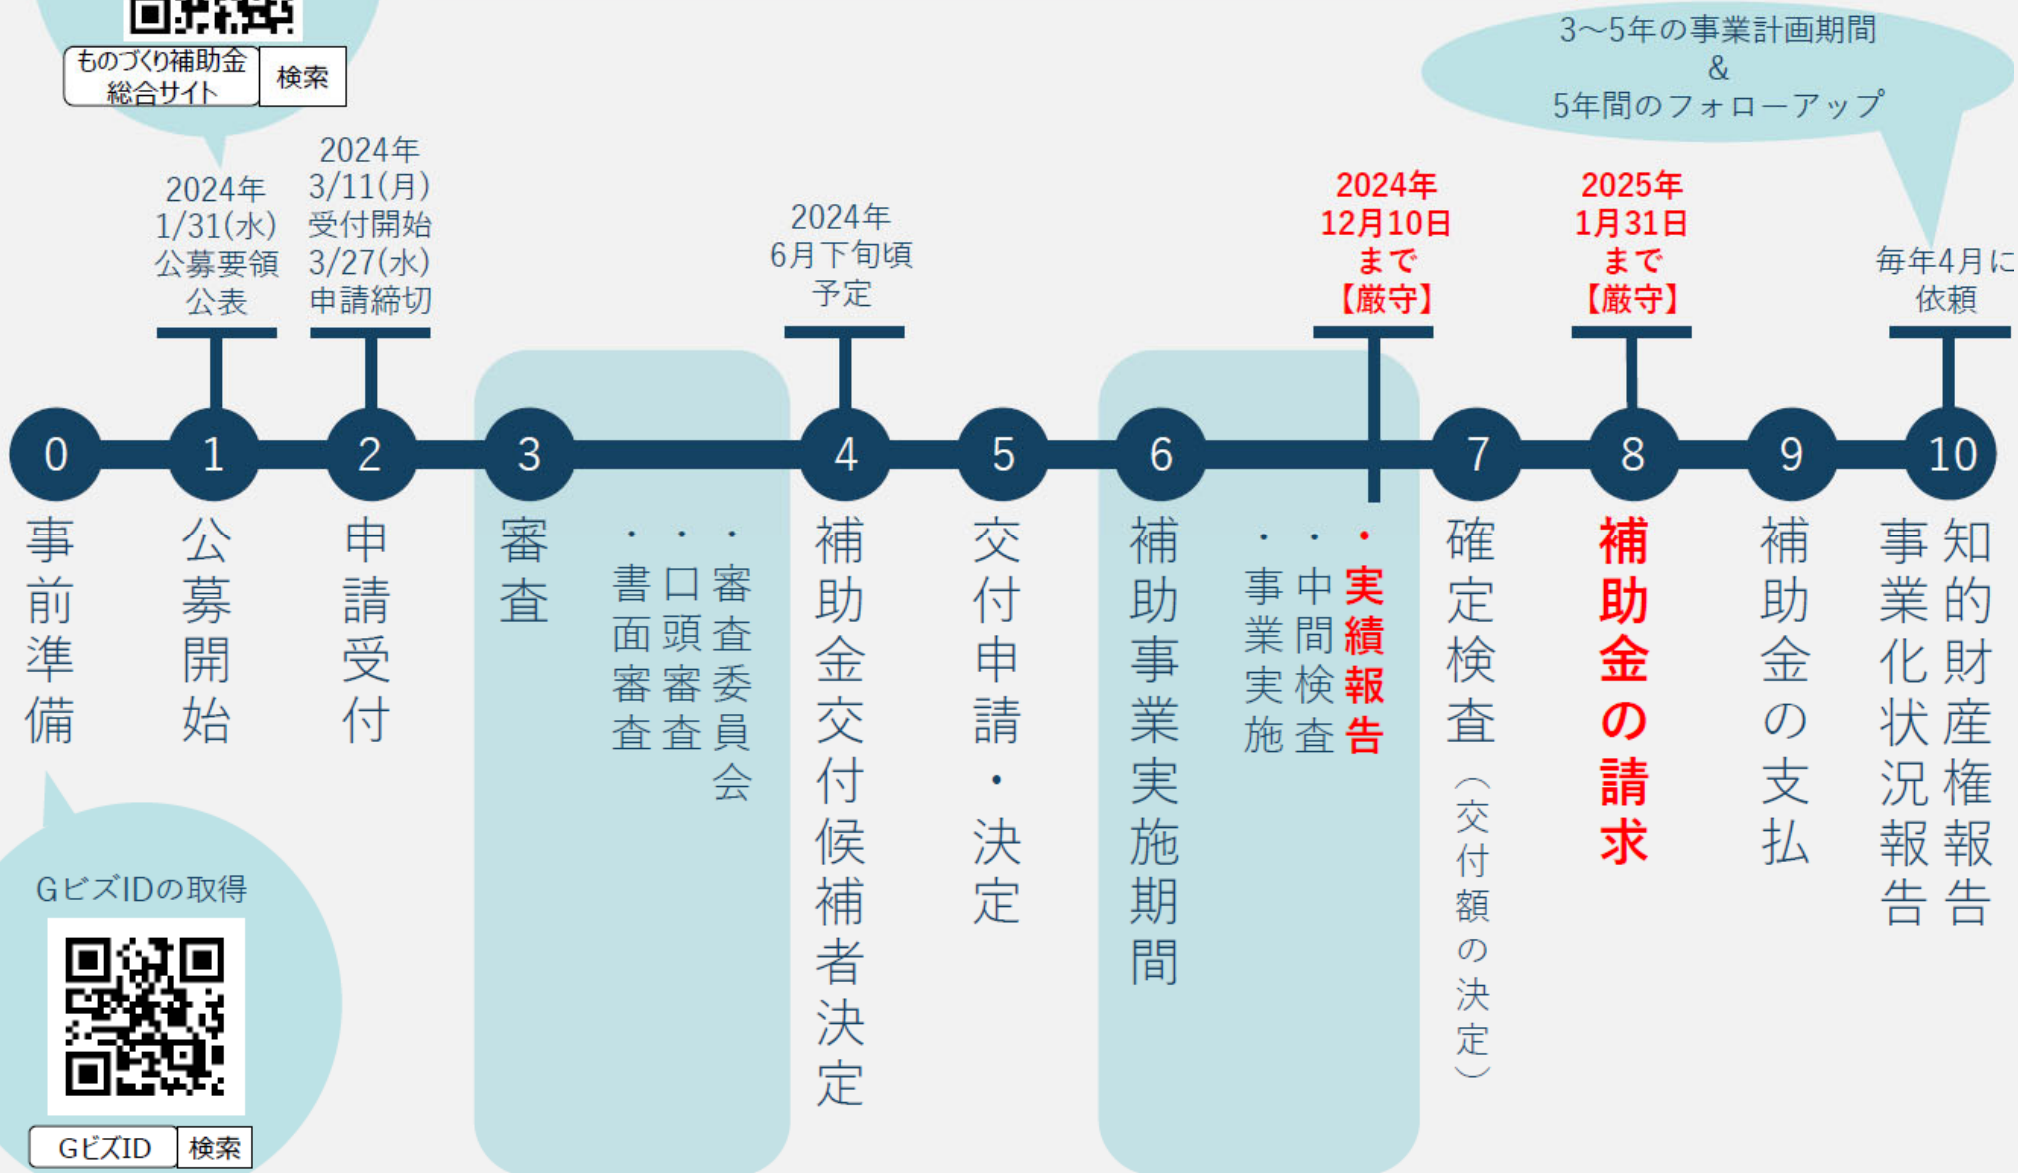 ものづくり補助金
総合サイト
検索
3～5年の事業計画期間
&
5年間のフォローアップ
2024年
1/31(水)
公募要領
公表
2024年
3/11(月)
受付開始
3/27(水)
申請締切
2024年
6月下旬頃
予定
2024年
12月10日
まで
【厳守】
2025年
1月31日
まで
【厳守】
毎年4月に
依頼
0
1
2
3
4
5
6
7
8
9
10
事前準備
公募開始
申請受付
審査
・書面審査
・口頭審査
・審査委員会
補助金交付候補者決定
交付申請・決定
補助事業実施期間
・事業実施
・中間検査
・実績報告
確定検査（交付額の決定）
補助金の請求
補助金の支払
事業化状況報告
知的財産権報告
GビズIDの取得
GビズID
検索